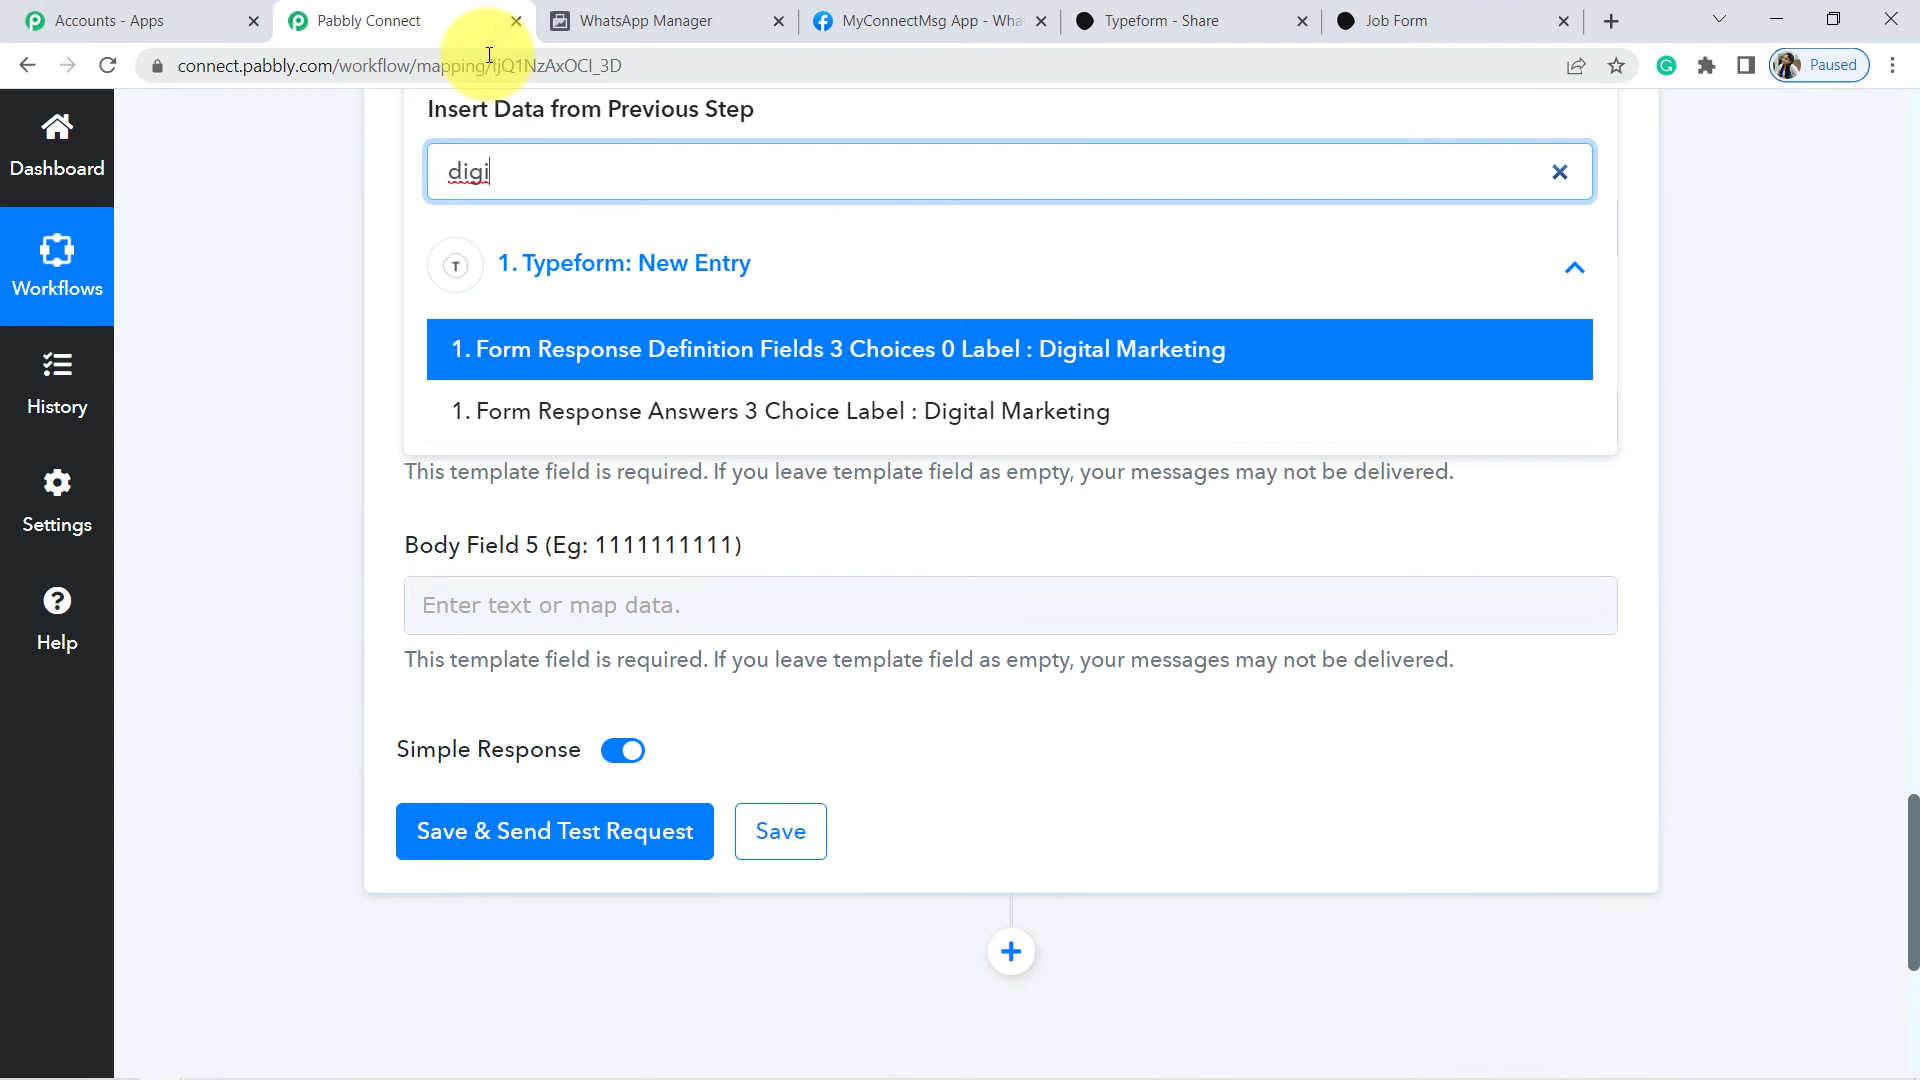 Accounts - Apps
Pabbly Connect
WhatsApp Manager
MyConnectMsg App - Wha
Typeform - Share
Job Form
connect.pabbly.com/workflow/mapping/IjQ1NzAxOCI_3D
Paused
Dashboard
Workflows
History
Settings
Help
Insert Data from Previous Step
digi
T
1. Typeform: New Entry
1. Form Response Definition Fields 3 Choices 0 Label : Digital Marketing
1. Form Response Answers 3 Choice Label : Digital Marketing
This template field is required. If you leave template field as empty, your messages may not be delivered.
Body Field 5 (Eg: 1111111111)
Enter text or map data.
This template field is required. If you leave template field as empty, your messages may not be delivered.
Simple Response
Save & Send Test Request
Save